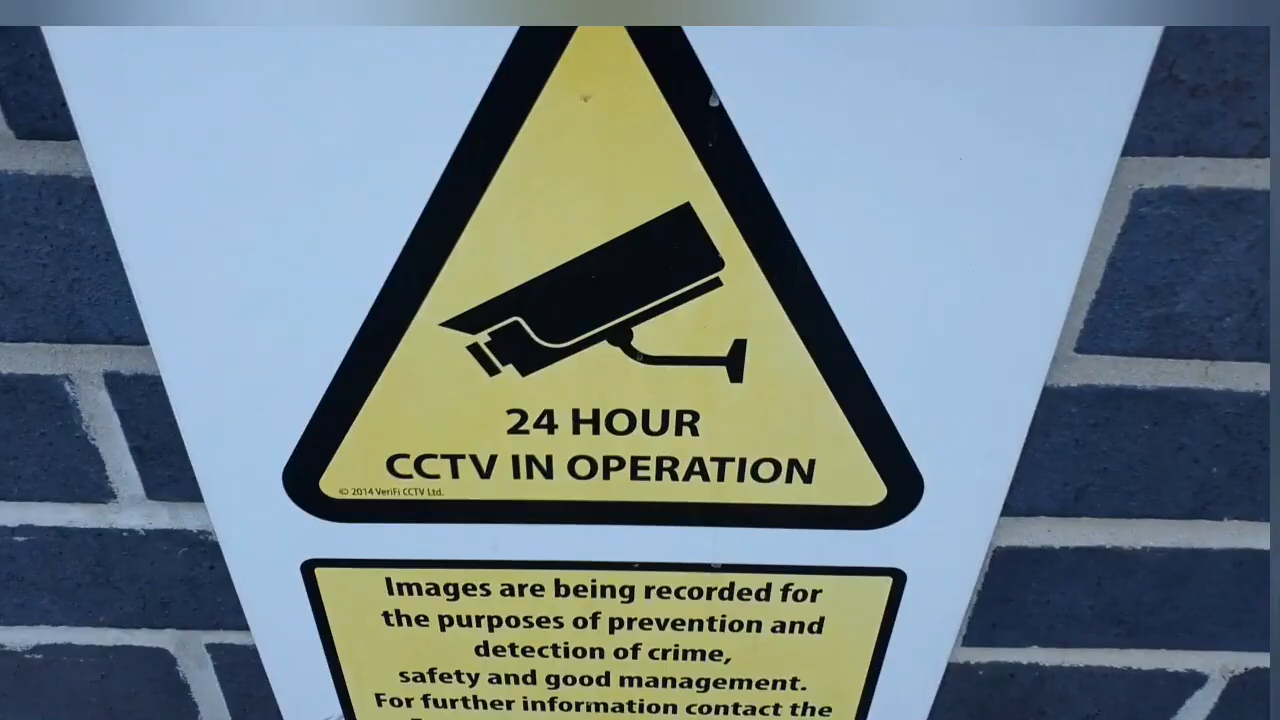 24 HOUR
CCTV IN OPERATION
© 2014 VeriFi CCTV Ltd.
Images are being recorded for
the purposes of prevention and
detection of crime,
safety and good management.
For further information contact the